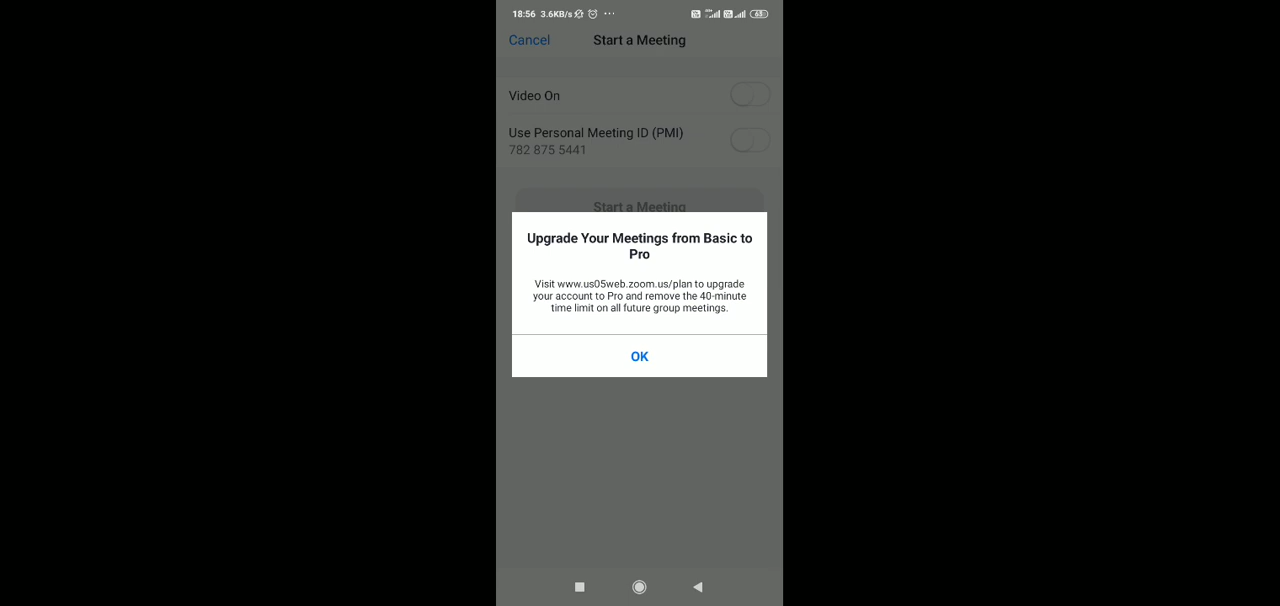 18:56 3.6KB/s ...
63
Cancel Start a Meeting
Video On
Use Personal Meeting ID (PMI)
782 875 5441
Start a Meeting
Upgrade Your Meetings from Basic to
Pro
Visit www.us05web.zoom.us/plan to upgrade
your account to Pro and remove the 40-minute
time limit on all future group meetings.
OK